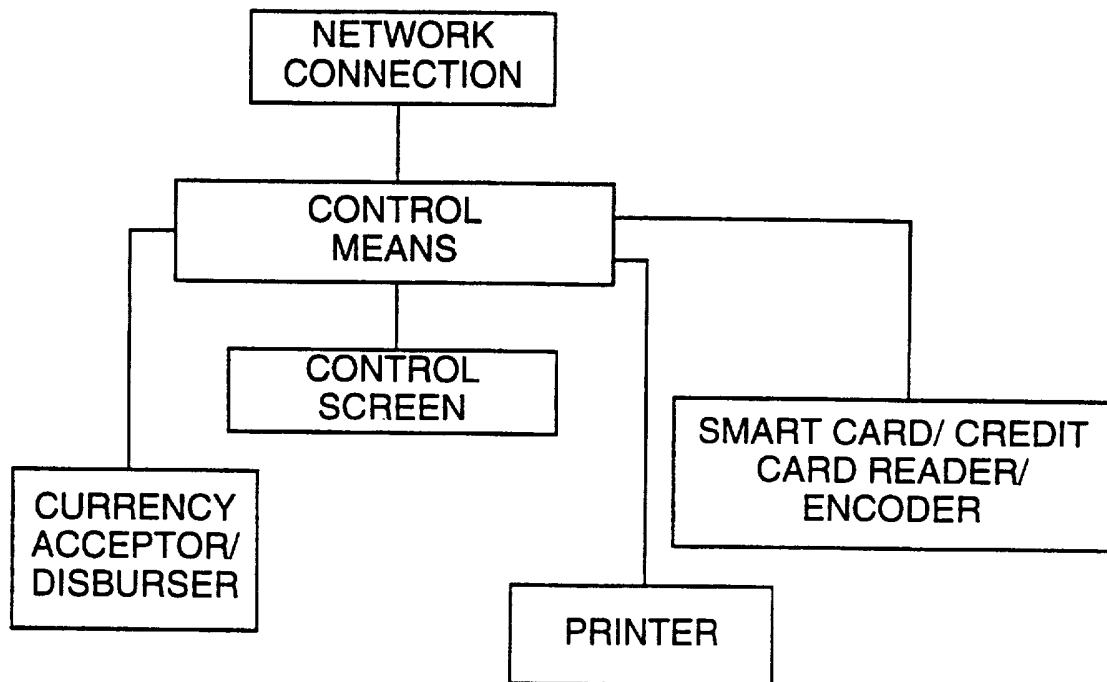 NETWORK
CONNECTION
CONTROL
MEANS
CONTROL
SCREEN
SMART CARD/ CREDIT
CARD READER/
ENCODER
CURRENCY
ACCEPTOR/
DISBURSER
PRINTER